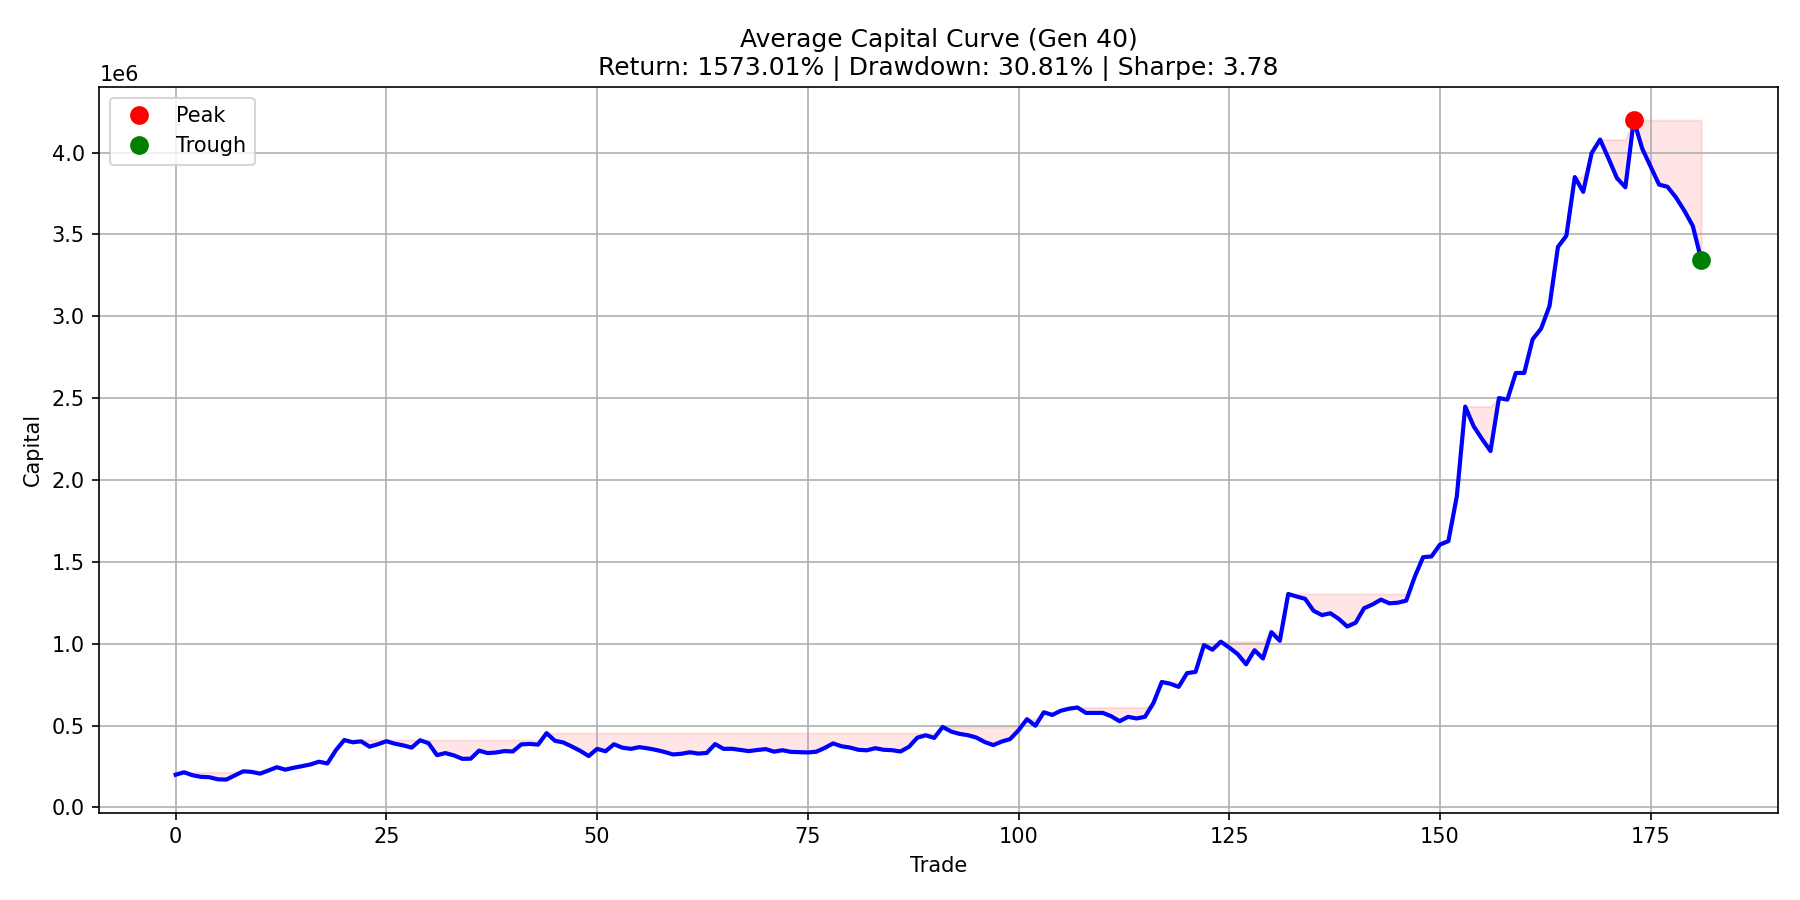 Average Capital Curve (Gen 40)
Return: 1573.01% | Drawdown: 30.81% | Sharpe: 3.78
1e6
Peak
Trough
4.0
3.5
3.0
2.5
2.0
1.5
1.0
0.5
0.0
Capital
0 25 50 75 100 125 150 175
Trade